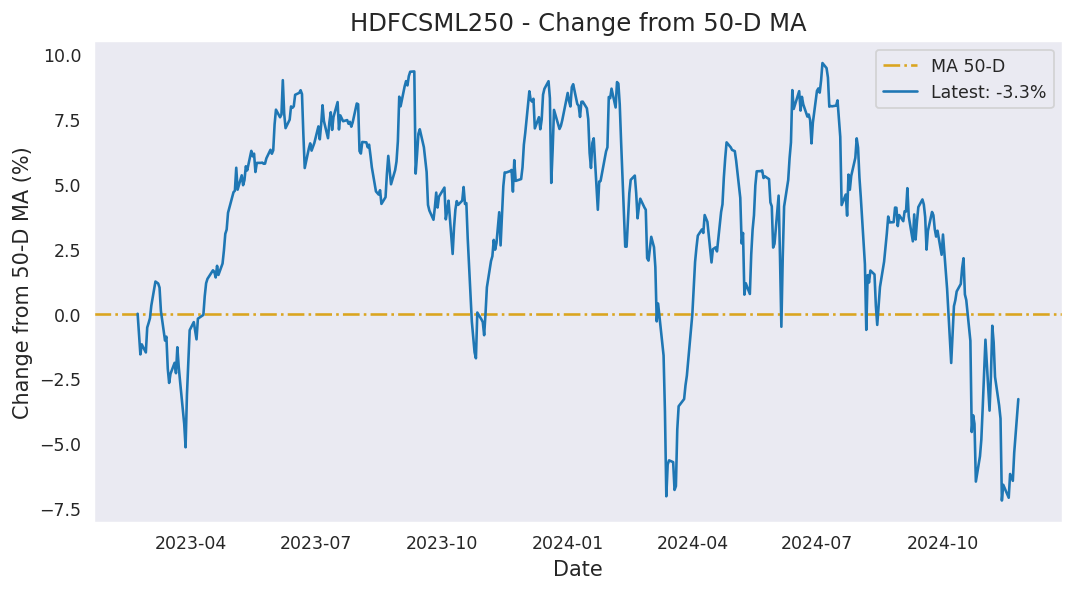 HDFCSML250 - Change from 50-D MA
MA 50-D
Latest: -3.3%
Change from 50-D MA (%)
10.0
7.5
5.0
2.5
0.0
−2.5
−5.0
−7.5
2023-04 2023-07 2023-10 2024-01 2024-04 2024-07 2024-10
Date